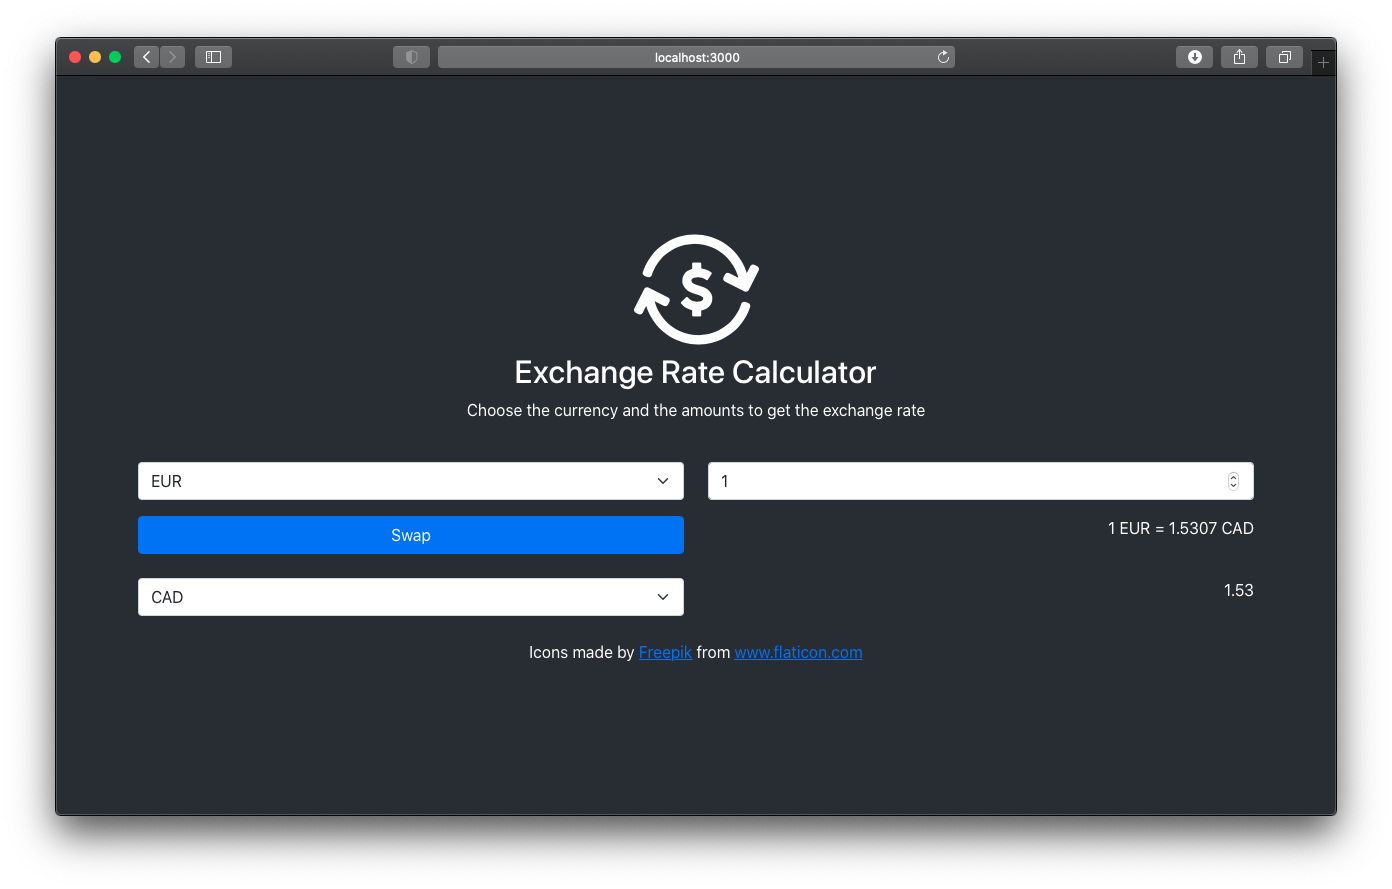 localhost:3000
$
Exchange Rate Calculator
Choose the currency and the amounts to get the exchange rate
EUR
1
Swap
1 EUR = 1.5307 CAD
CAD
1.53
Icons made by Freepik from www.flaticon.com